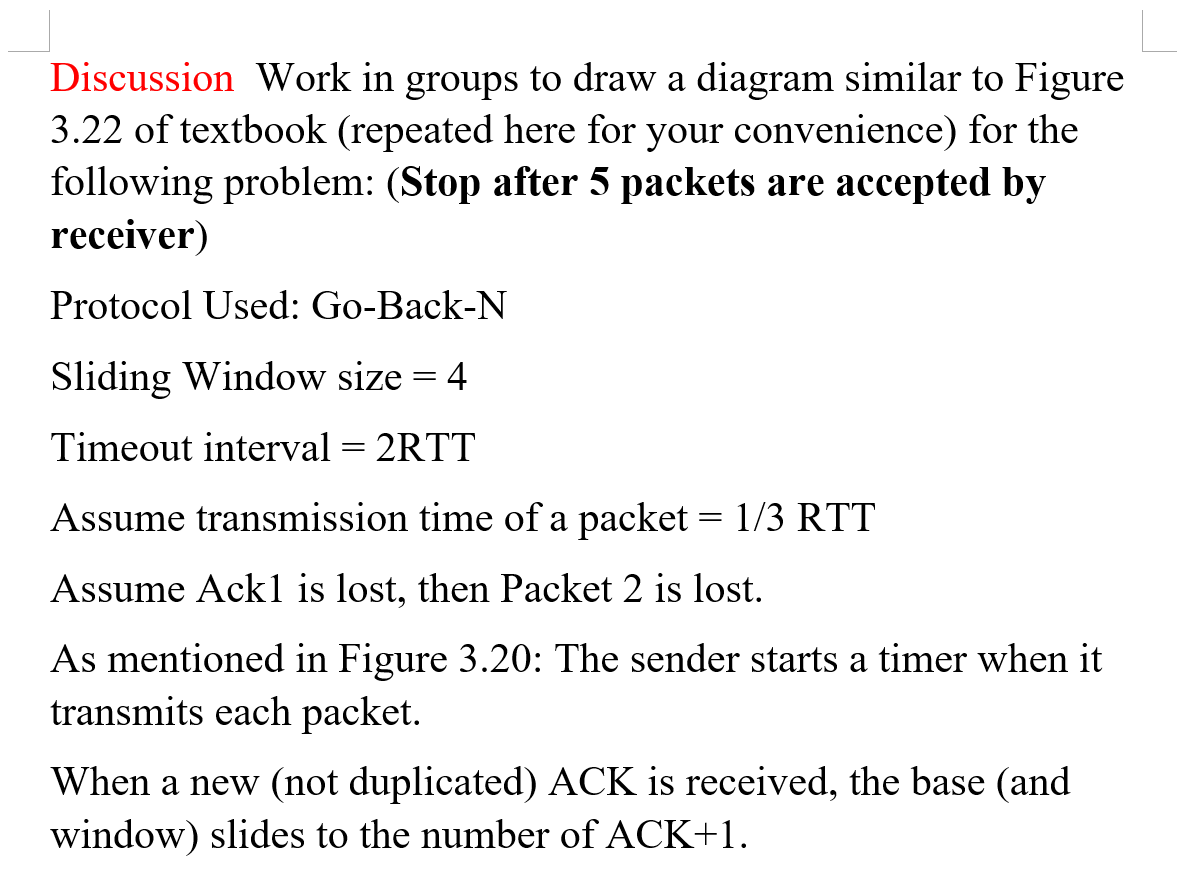 Discussion Work in groups to draw a diagram similar to Figure
3.22 of textbook (repeated here for your convenience) for the
following problem: (Stop after 5 packets are accepted by
receiver)
Protocol Used: Go-Back-N
Sliding Window size = 4
Timeout interval = 2RTT
Assume transmission time of a packet = 1/3 RTT
Assume Ack1 is lost, then Packet 2 is lost.
As mentioned in Figure 3.20: The sender starts a timer when it
transmits each packet.
When a new (not duplicated) ACK is received, the base (and
window) slides to the number of ACK+1.